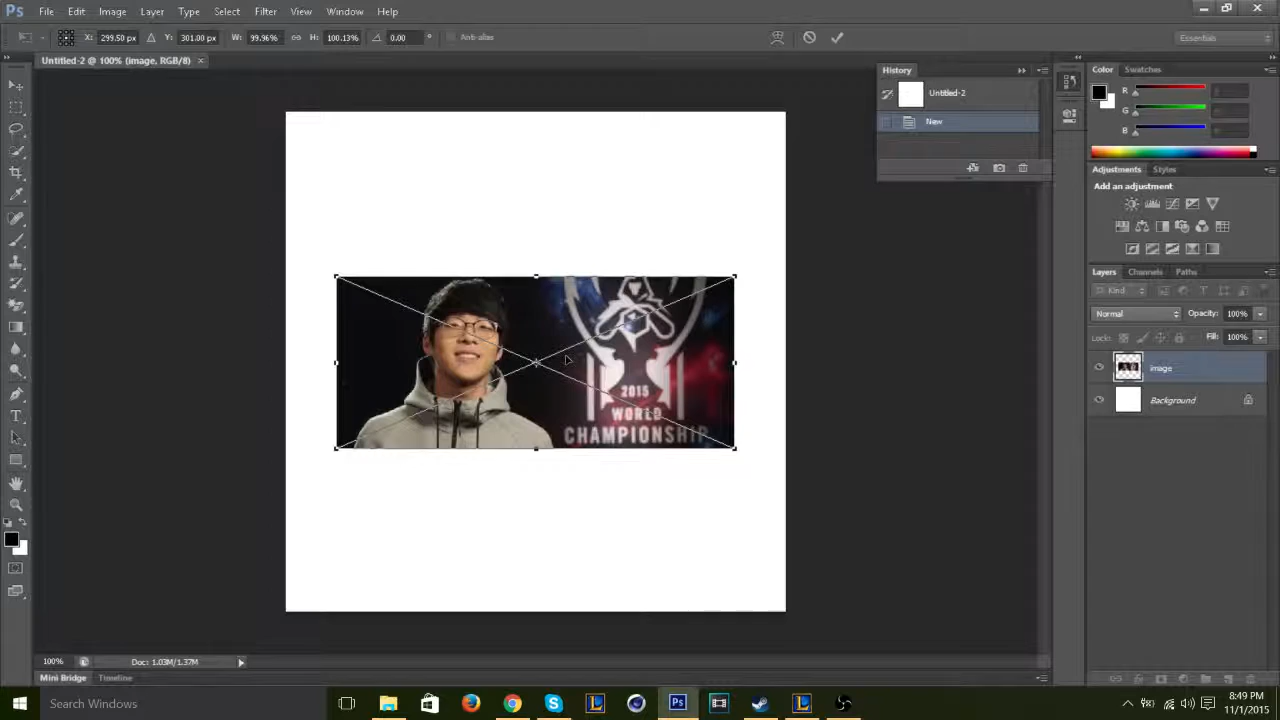 Ps File Edit Image Layer Type Select Filter View Window Help
X: 299.50 px Y: 301.00 px W: 99.96% H: 100.13% 0.00 ° Anti-alias Essentials
Untitled-2 @ 100% (image, RGB/8) ×
History
Untitled-2
New
Color Swatches
R
G
B
Adjustments Styles
Add an adjustment
Layers Channels Paths
Kind
Normal Opacity: 100%
Lock: Fill: 100%
image
Background
2015
WORLD
CHAMPIONSHIP
100% Doc: 1.03M/1.37M
Mini Bridge Timeline
Search Windows
8:49 PM
11/1/2015